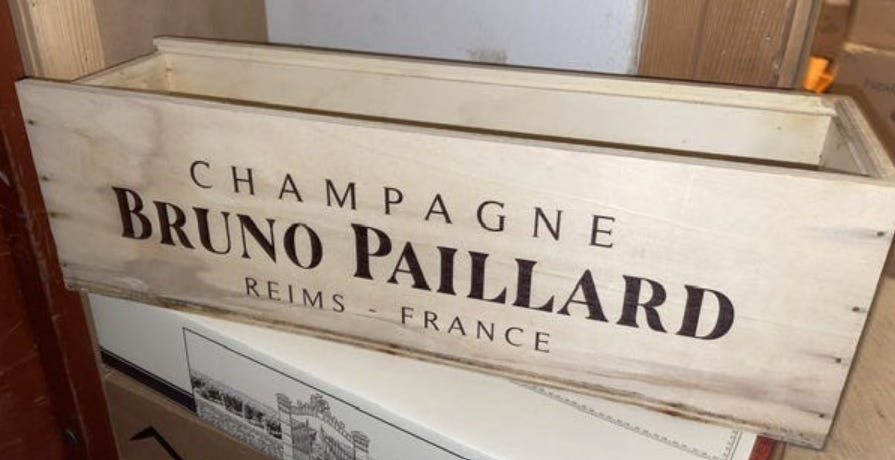 CHAMPAGNE
BRUNO PAILLARD
REIMS - FRANCE